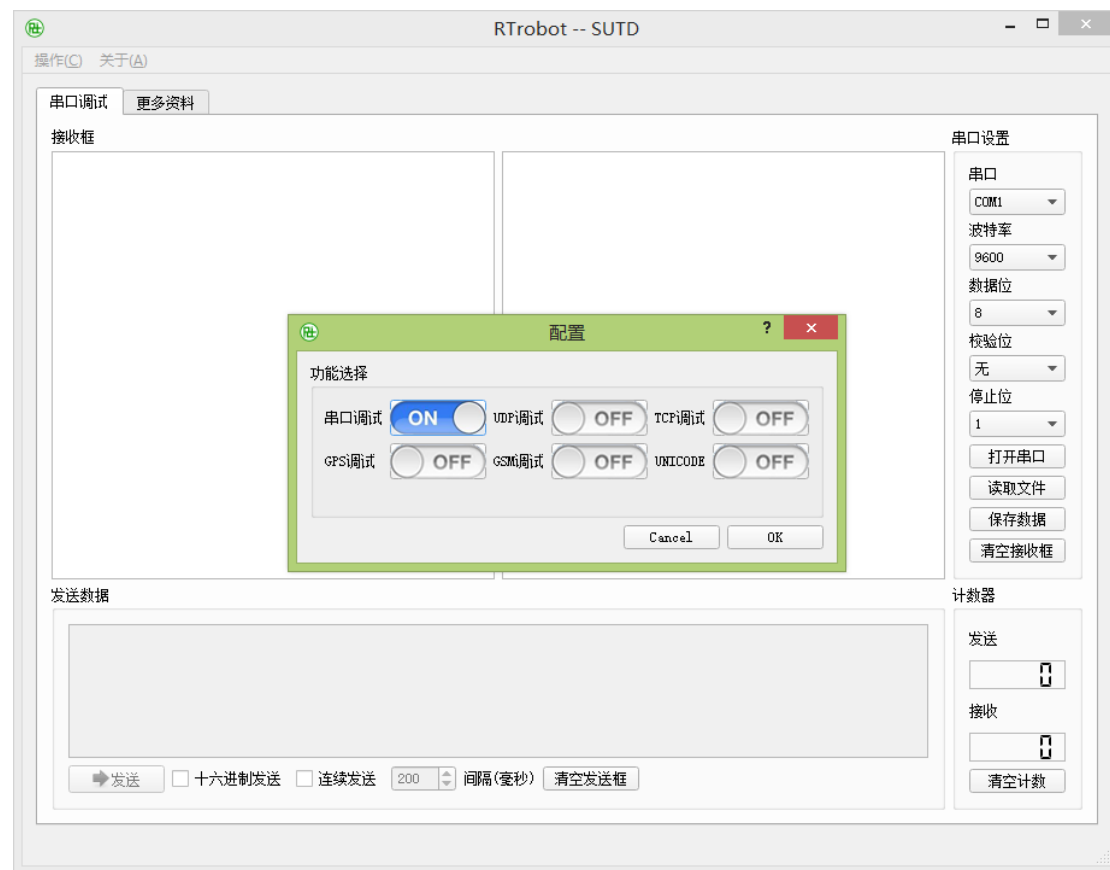 RTrobot -- SUTD
操作(C) 关于(A)
串口调试 更多资料
接收框
串口设置
串口
COM1
波特率
9600
数据位
8
校验位
无
停止位
1
打开串口
读取文件
保存数据
清空接收框
配置 ?
功能选择
串口调试 ON UDP调试 OFF TCP调试 OFF
GPS调试 OFF GSM调试 OFF UNICODE OFF
Cancel OK
发送数据
发送 十六进制发送 连续发送 200 间隔(毫秒) 清空发送框
计数器
发送
0
接收
0
清空计数